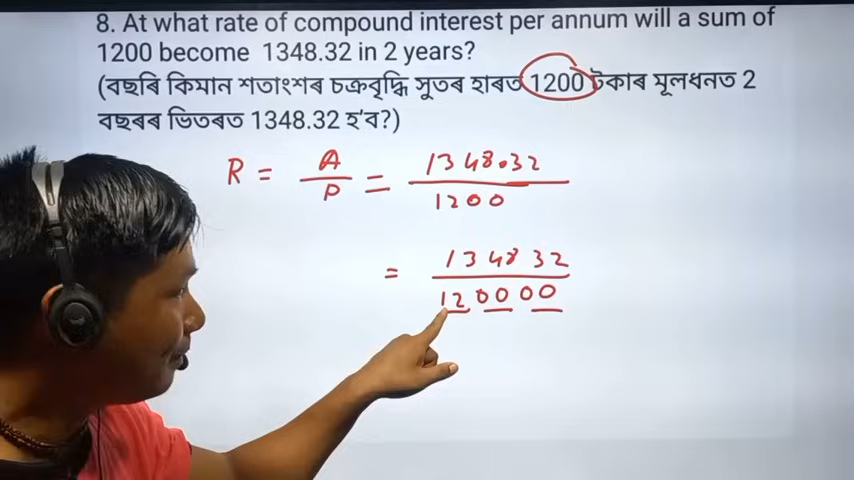 8. At what rate of compound interest per annum will a sum of
1200 become 1348.32 in 2 years?
(বছৰি কিমান শতাংশৰ চক্রবৃদ্ধি সুতৰ হাৰত 1200 টকাৰ মূলধনত 2
বছৰৰ ভিতৰত 1348.32 হ'ব?)
R = A/P = 1348.32/1200
= 134832/120000